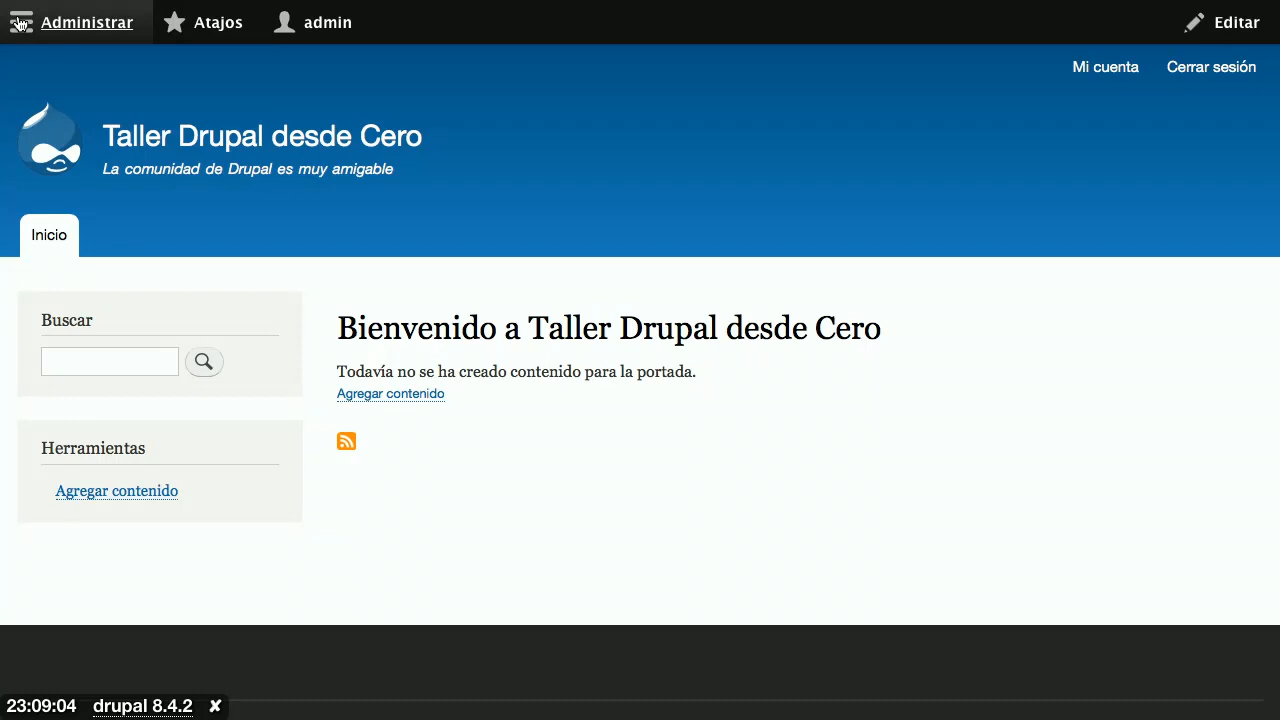 Administrar Atajos admin Editar
Mi cuenta Cerrar sesión
Taller Drupal desde Cero
La comunidad de Drupal es muy amigable
Inicio
Buscar
Herramientas
Agregar contenido
Bienvenido a Taller Drupal desde Cero
Todavía no se ha creado contenido para la portada.
Agregar contenido
23:09:04 drupal 8.4.2 ✘